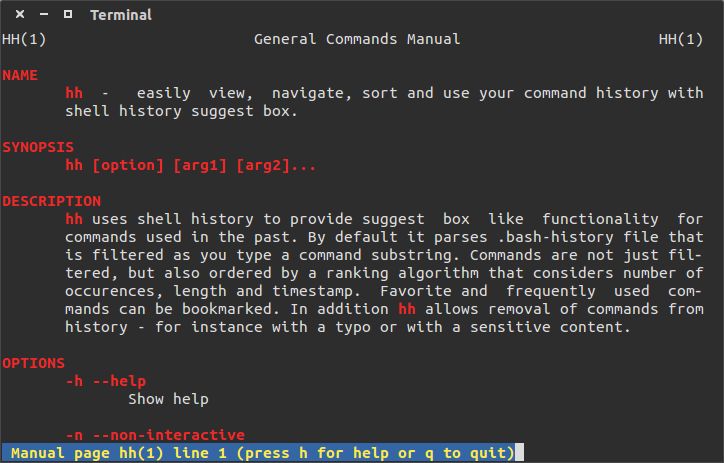 Terminal
HH(1) General Commands Manual HH(1)
NAME
hh - easily view, navigate, sort and use your command history with
shell history suggest box.
SYNOPSIS
hh [option] [arg1] [arg2]...
DESCRIPTION
hh uses shell history to provide suggest box like functionality for
commands used in the past. By default it parses .bash-history file that
is filtered as you type a command substring. Commands are not just fil-
tered, but also ordered by a ranking algorithm that considers number of
occurences, length and timestamp. Favorite and frequently used com-
mands can be bookmarked. In addition hh allows removal of commands from
history - for instance with a typo or with a sensitive content.
OPTIONS
-h --help
Show help
-n --non-interactive
Manual page hh(1) line 1 (press h for help or q to quit)